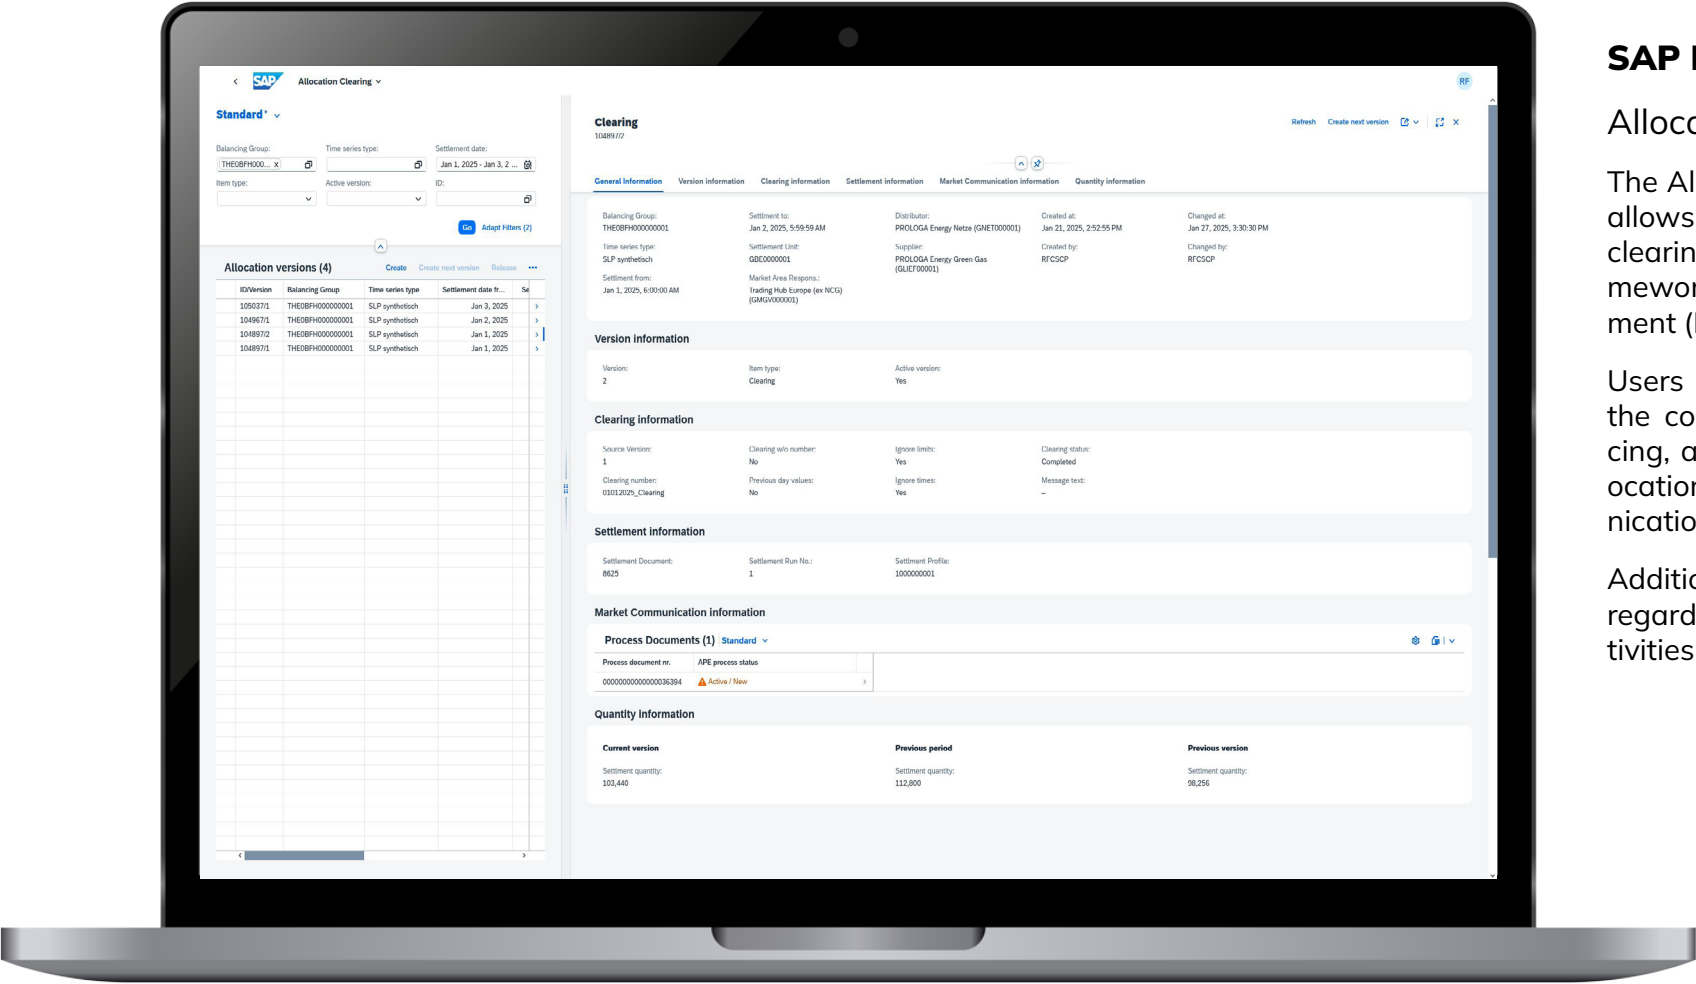 SAP
Allocation Clearing
RF
Standard*
Balancing Group:
Time series type:
Settlement date:
THE0BFH000... x
Jan 1, 2025 - Jan 3, 2 ...
Item type:
Active version:
ID:
Go
Adapt Filters (2)
Allocation versions (4)
Create
Create next version
Release
ID/Version Balancing Group Time series type Settlement date fr... Se
105037/1 THE0BFH000000001 SLP synthetisch Jan 3, 2025
104967/1 THE0BFH000000001 SLP synthetisch Jan 2, 2025
104897/2 THE0BFH000000001 SLP synthetisch Jan 1, 2025
104897/1 THE0BFH000000001 SLP synthetisch Jan 1, 2025
Clearing
104897/2
Refresh
Create next version
General Information Version information Clearing information Settlement information Market Communication information Quantity information
Balancing Group:
THE0BFH000000001
Time series type:
SLP synthetisch
Settlment from:
Jan 1, 2025, 6:00:00 AM
Settlment to:
Jan 2, 2025, 5:59:59 AM
Settlement Unit:
GBE0000001
Market Area Respons.:
Trading Hub Europe (ex NCG)
(GMGV000001)
Distributor:
PROLOGA Energy Netze (GNET000001)
Supplier:
PROLOGA Energy Green Gas
(GLIEF00001)
Created at:
Jan 21, 2025, 2:52:55 PM
Created by:
RFCSCP
Changed at:
Jan 27, 2025, 3:30:30 PM
Changed by:
RFCSCP
Version information
Version:
2
Item type:
Clearing
Active version:
Yes
Clearing information
Source Version:
1
Clearing number:
01012025_Clearing
Clearing w/o number:
No
Previous day values:
No
Ignore limits:
Yes
Ignore times:
Yes
Clearing status:
Completed
Message text:
–
Settlement information
Settlement Document:
8625
Settlement Run No.:
1
Settlment Profile:
1000000001
Market Communication information
Process Documents (1) Standard
Process document nr. APE process status
00000000000000036394 Active / New
Quantity information
Current version
Settlment quantity:
103,440
Previous period
Settlment quantity:
112,800
Previous version
Settlment quantity:
98,256
SAP
Alloca
The Al
allows
clearin
mewor
ment (
Users
the co
cing, a
ocation
nicatio
Additio
regard
tivities